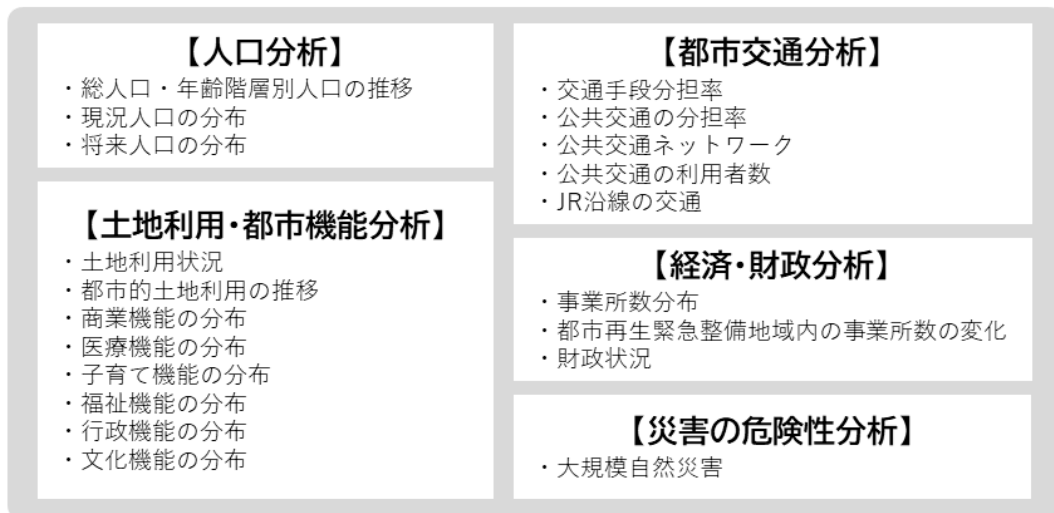 【人口分析】
・総人口・年齢階層別人口の推移
・現況人口の分布
・将来人口の分布
【土地利用・都市機能分析】
・土地利用状況
・都市的土地利用の推移
・商業機能の分布
・医療機能の分布
・子育て機能の分布
・福祉機能の分布
・行政機能の分布
・文化機能の分布
【都市交通分析】
・交通手段分担率
・公共交通の分担率
・公共交通ネットワーク
・公共交通の利用者数
・JR沿線の交通
【経済・財政分析】
・事業所数分布
・都市再生緊急整備地域内の事業所数の変化
・財政状況
【災害の危険性分析】
・大規模自然災害